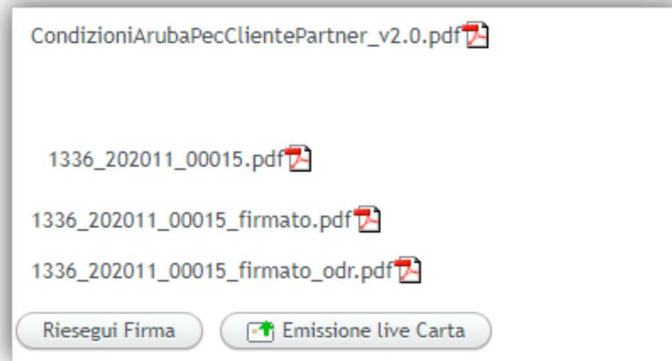 CondizioniArubaPecClientePartner_v2.0.pdf
1336_202011_00015.pdf
1336_202011_00015_firmato.pdf
1336_202011_00015_firmato_odr.pdf
Riesegui Firma Emissione live Carta